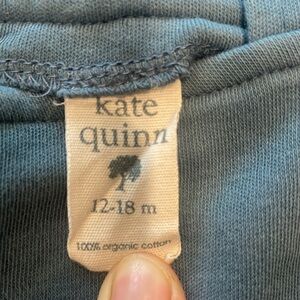 kate
quinn
12-18 m
100% organic cotton